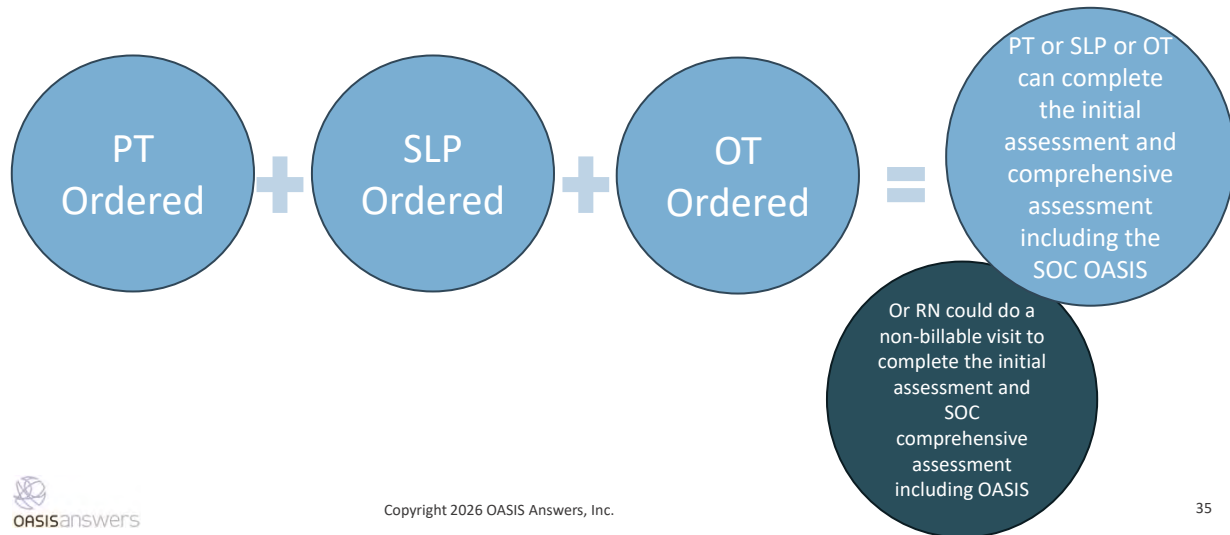 PT
Ordered
SLP
Ordered
OT
Ordered
PT or SLP or OT
can complete
the initial
assessment and
comprehensive
assessment
including the
SOC OASIS
Or RN could do a
non-billable visit to
complete the initial
assessment and
SOC
comprehensive
assessment
including OASIS
OASISanswers
Copyright 2026 OASIS Answers, Inc.
35